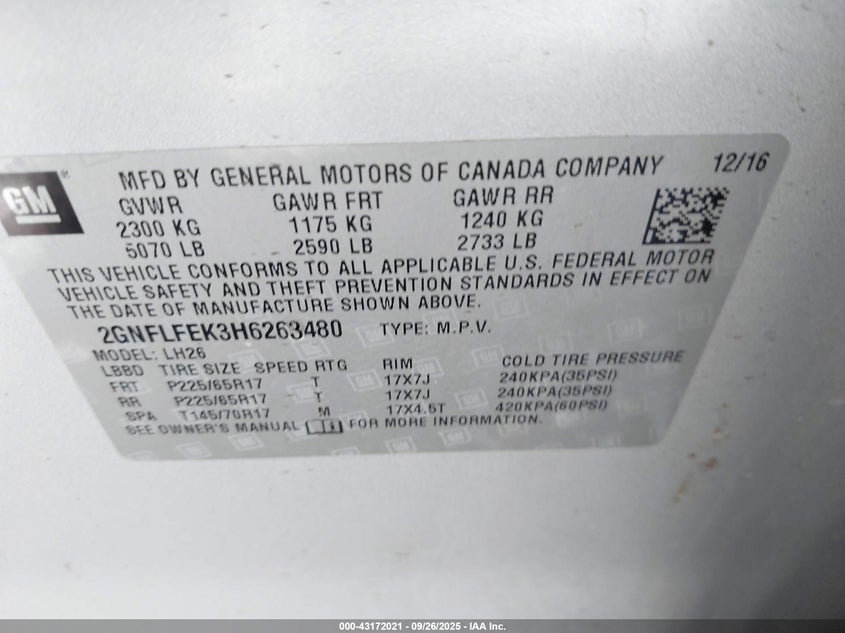 GM ®
MFD BY GENERAL MOTORS OF CANADA COMPANY 12/16
GVWR GAWR FRT GAWR RR
2300 KG 1175 KG 1240 KG
5070 LB 2590 LB 2733 LB
THIS VEHICLE CONFORMS TO ALL APPLICABLE U.S. FEDERAL MOTOR
VEHICLE SAFETY AND THEFT PREVENTION STANDARDS IN EFFECT ON
THE DATE OF MANUFACTURE SHOWN ABOVE.
2GNFLFEK3H6263480 TYPE: M.P.V.
MODEL: LH26
LBBD TIRE SIZE SPEED RTG RIM COLD TIRE PRESSURE
FRT P225/65R17 T 17X7J 240KPA(35PSI)
RR P225/65R17 T 17X7J 240KPA(35PSI)
SPA T145/70R17 M 17X4.5T 420KPA(60PSI)
SEE OWNER'S MANUAL FOR MORE INFORMATION.
000-43172021 - 09/26/2025 - IAA Inc.